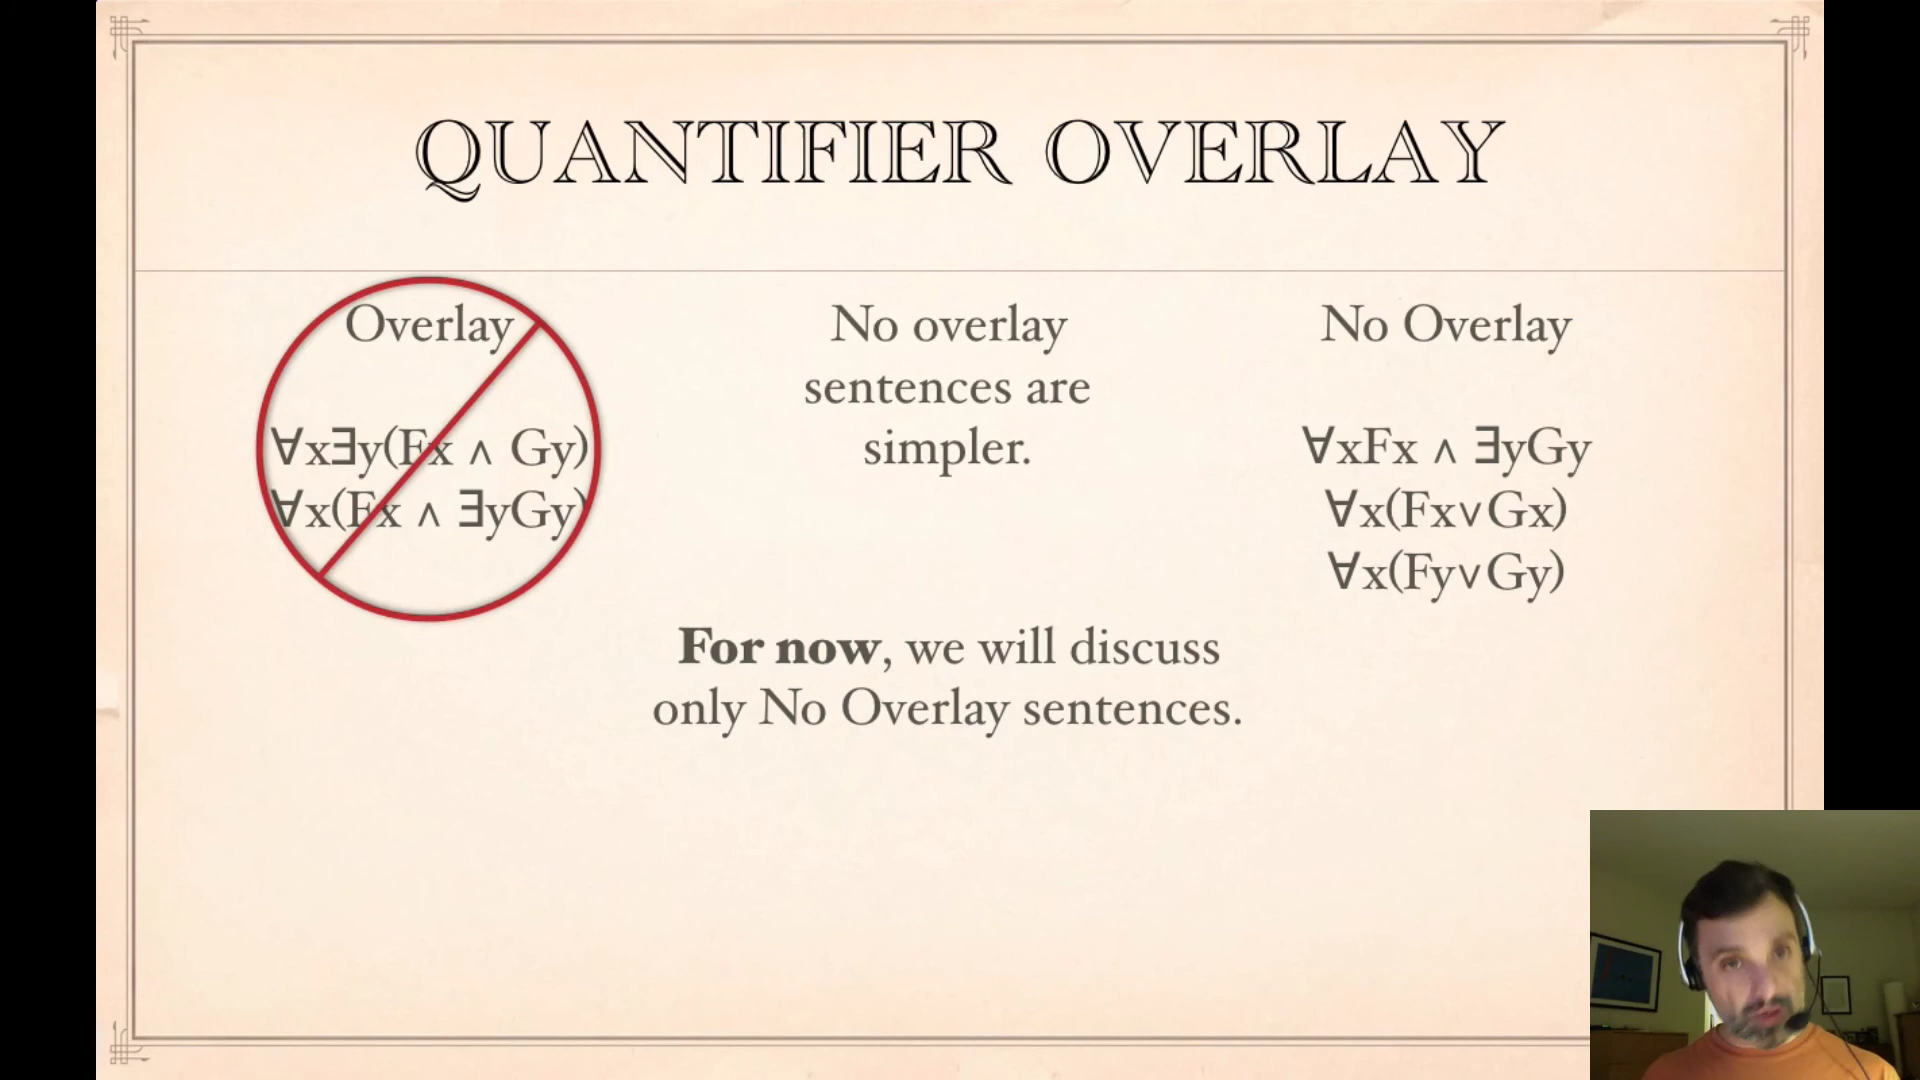 QUANTIFIER OVERLAY
Overlay
∀x∃y(Fx ∧ Gy)
∀x(Fx ∧ ∃yGy)
No overlay
sentences are
simpler.
No Overlay
∀xFx ∧ ∃yGy
∀x(Fx∨Gx)
∀x(Fy∨Gy)
For now, we will discuss
only No Overlay sentences.